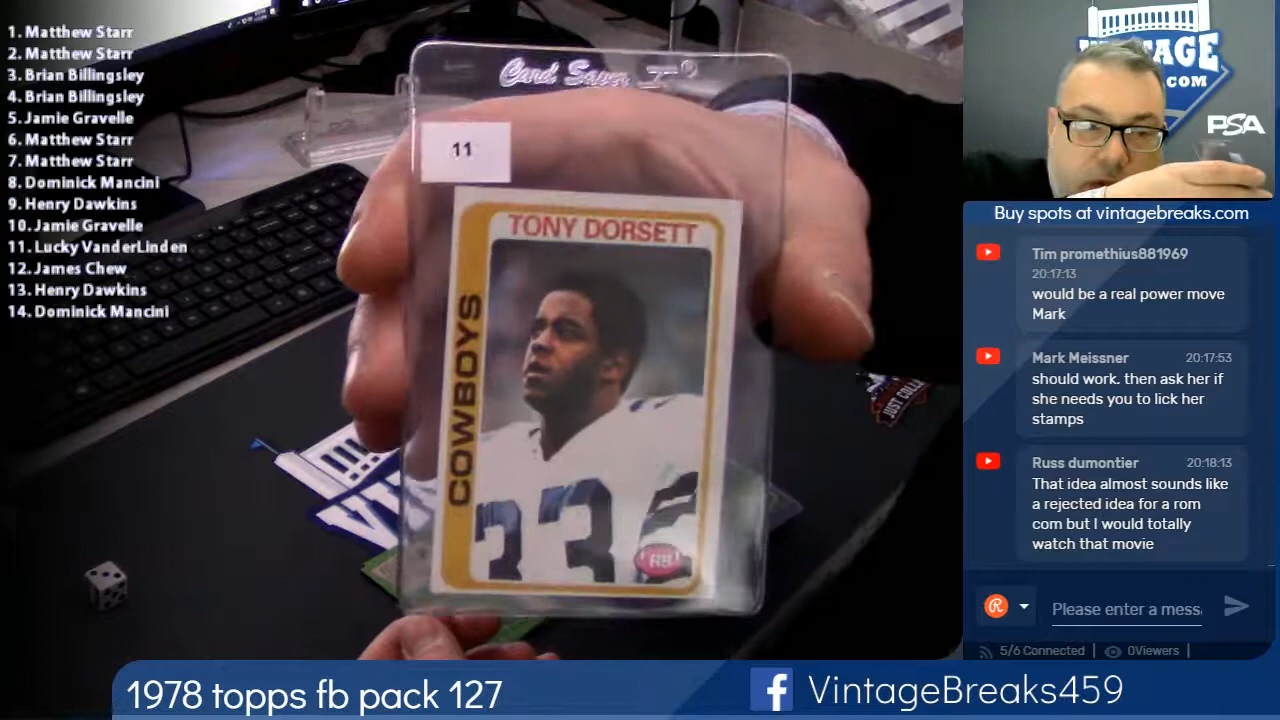 1. Matthew Starr
2. Matthew Starr
3. Brian Billingsley
4. Brian Billingsley
5. Jamie Gravelle
6. Matthew Starr
7. Matthew Starr
8. Dominick Mancini
9. Henry Dawkins
10. Jamie Gravelle
11. Lucky VanderLinden
12. James Chew
13. Henry Dawkins
14. Dominick Mancini
Card Saver I
11
TONY DORSETT
COWBOYS
33
RB
JUST COLL
VINTAGE
.COM
PSA
Buy spots at vintagebreaks.com
Tim promethius881969
20:17:13
would be a real power move
Mark
Mark Meissner 20:17:53
should work. then ask her if
she needs you to lick her
stamps
Russ dumontier 20:18:13
That idea almost sounds like
a rejected idea for a rom
com but I would totally
watch that movie
Please enter a mess
5/6 Connected | 0Viewers |
1978 topps fb pack 127
VintageBreaks459